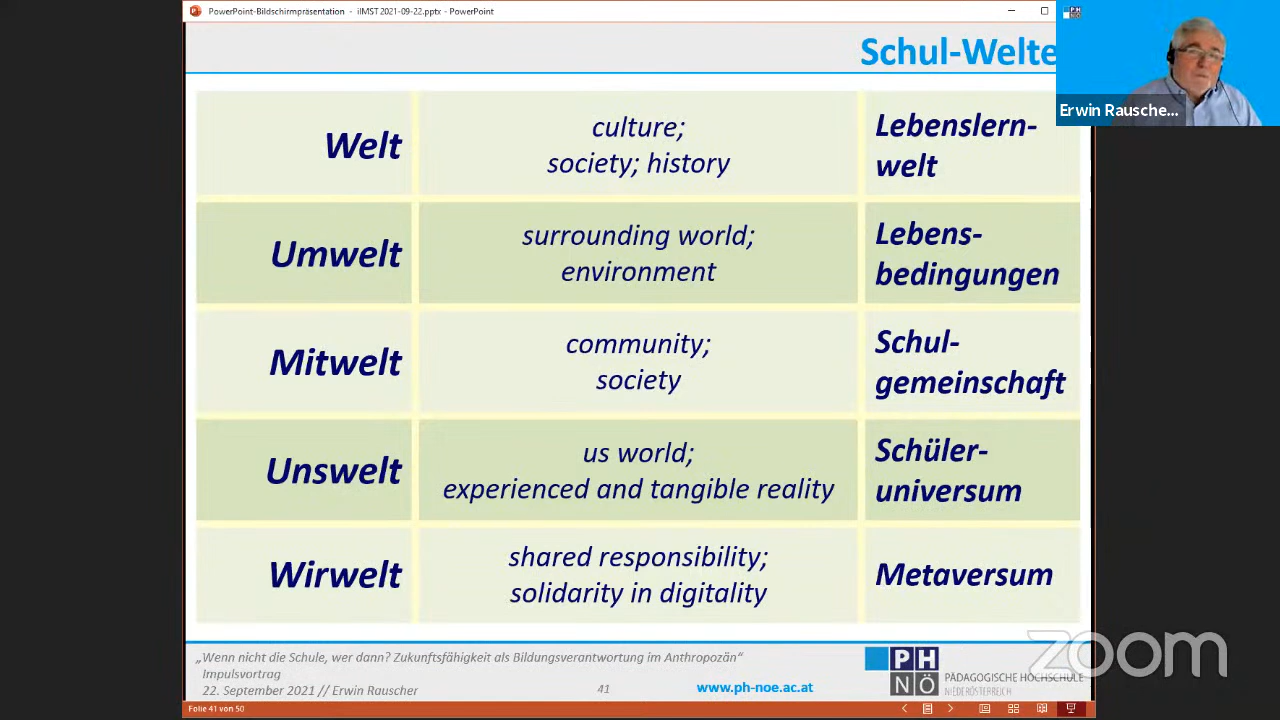 PowerPoint-Bildschirmpräsentation - iIMST2021-09-22.pptx - PowerPoint
Schul-Welte
Erwin Rausche...
Welt
culture;
society; history
Lebenslern-
welt
Umwelt
surrounding world;
environment
Lebens-
bedingungen
Mitwelt
community;
society
Schul-
gemeinschaft
Unswelt
us world;
experienced and tangible reality
Schüler-
universum
Wirwelt
shared responsibility;
solidarity in digitality
Metaversum
„Wenn nicht die Schule, wer dann? Zukunftsfähigkeit als Bildungsverantwortung im Anthropozän“
Impulsvortrag
22. September 2021 // Erwin Rauscher
41
www.ph-noe.ac.at
PH
NÖ
PÄDAGOGISCHE HOCHSCHULE
NIEDERÖSTERREICH
zoom
Folie 41 von 50